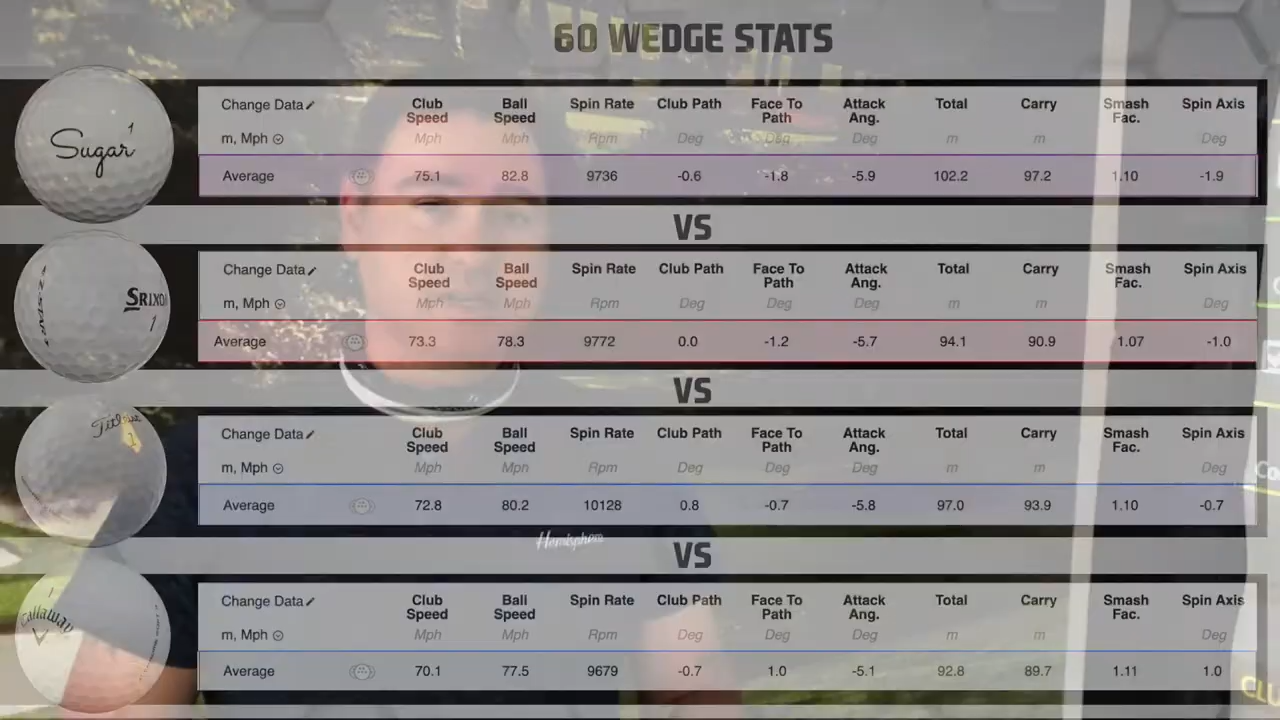 60 WEDGE STATS
Sugar 1
Change Data Club Speed Ball Speed Spin Rate Club Path Face To Path Attack Ang. Total Carry Smash Fac. Spin Axis
m, Mph Mph Mph Rpm Deg Deg Deg m m Deg
Average 75.1 82.8 9736 -0.6 -1.8 -5.9 102.2 97.2 1.10 -1.9
VS
SRIXON 1
Change Data Club Speed Ball Speed Spin Rate Club Path Face To Path Attack Ang. Total Carry Smash Fac. Spin Axis
m, Mph Mph Mph Rpm Deg Deg Deg m m Deg
Average 73.3 78.3 9772 0.0 -1.2 -5.7 94.1 90.9 1.07 -1.0
VS
Titleist 1
Change Data Club Speed Ball Speed Spin Rate Club Path Face To Path Attack Ang. Total Carry Smash Fac. Spin Axis
m, Mph Mph Mph Rpm Deg Deg Deg m m Deg
Average 72.8 80.2 10128 0.8 -0.7 -5.8 97.0 93.9 1.10 -0.7
VS
Callaway
Change Data Club Speed Ball Speed Spin Rate Club Path Face To Path Attack Ang. Total Carry Smash Fac. Spin Axis
m, Mph Mph Mph Rpm Deg Deg Deg m m Deg
Average 70.1 77.5 9679 -0.7 1.0 -5.1 92.8 89.7 1.11 1.0